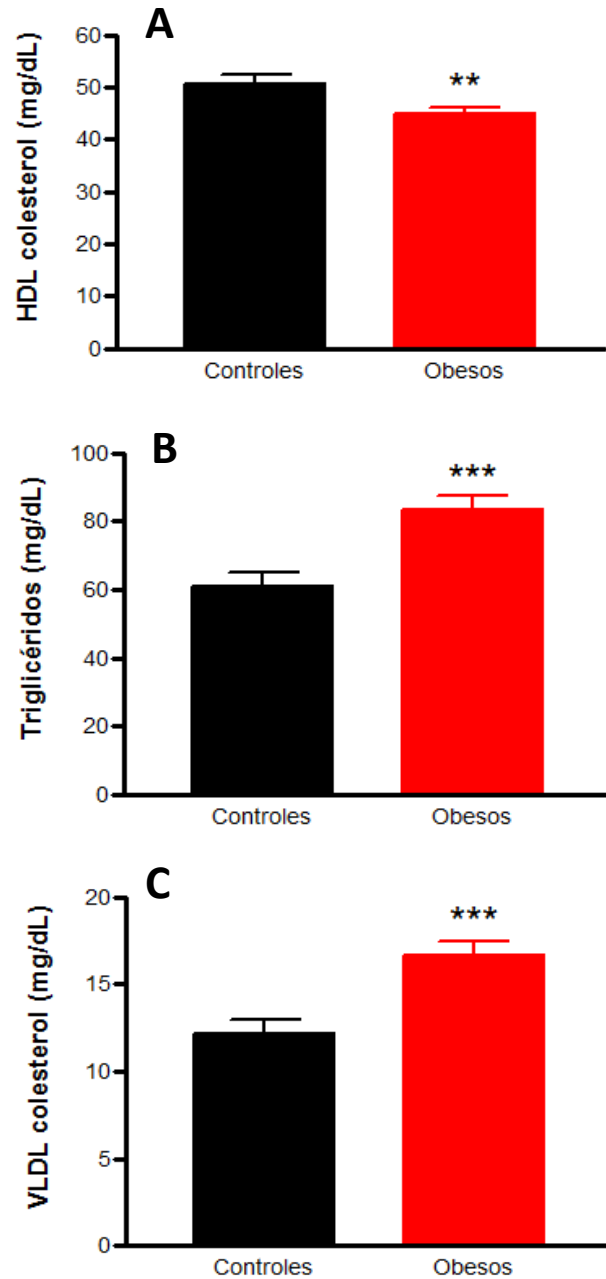 A
HDL colesterol (mg/dL)
60
50
40
30
20
10
0
**
Controles
Obesos
B
Triglicéridos (mg/dL)
100
80
60
40
20
0
***
Controles
Obesos
C
VLDL colesterol (mg/dL)
20
15
10
5
0
***
Controles
Obesos